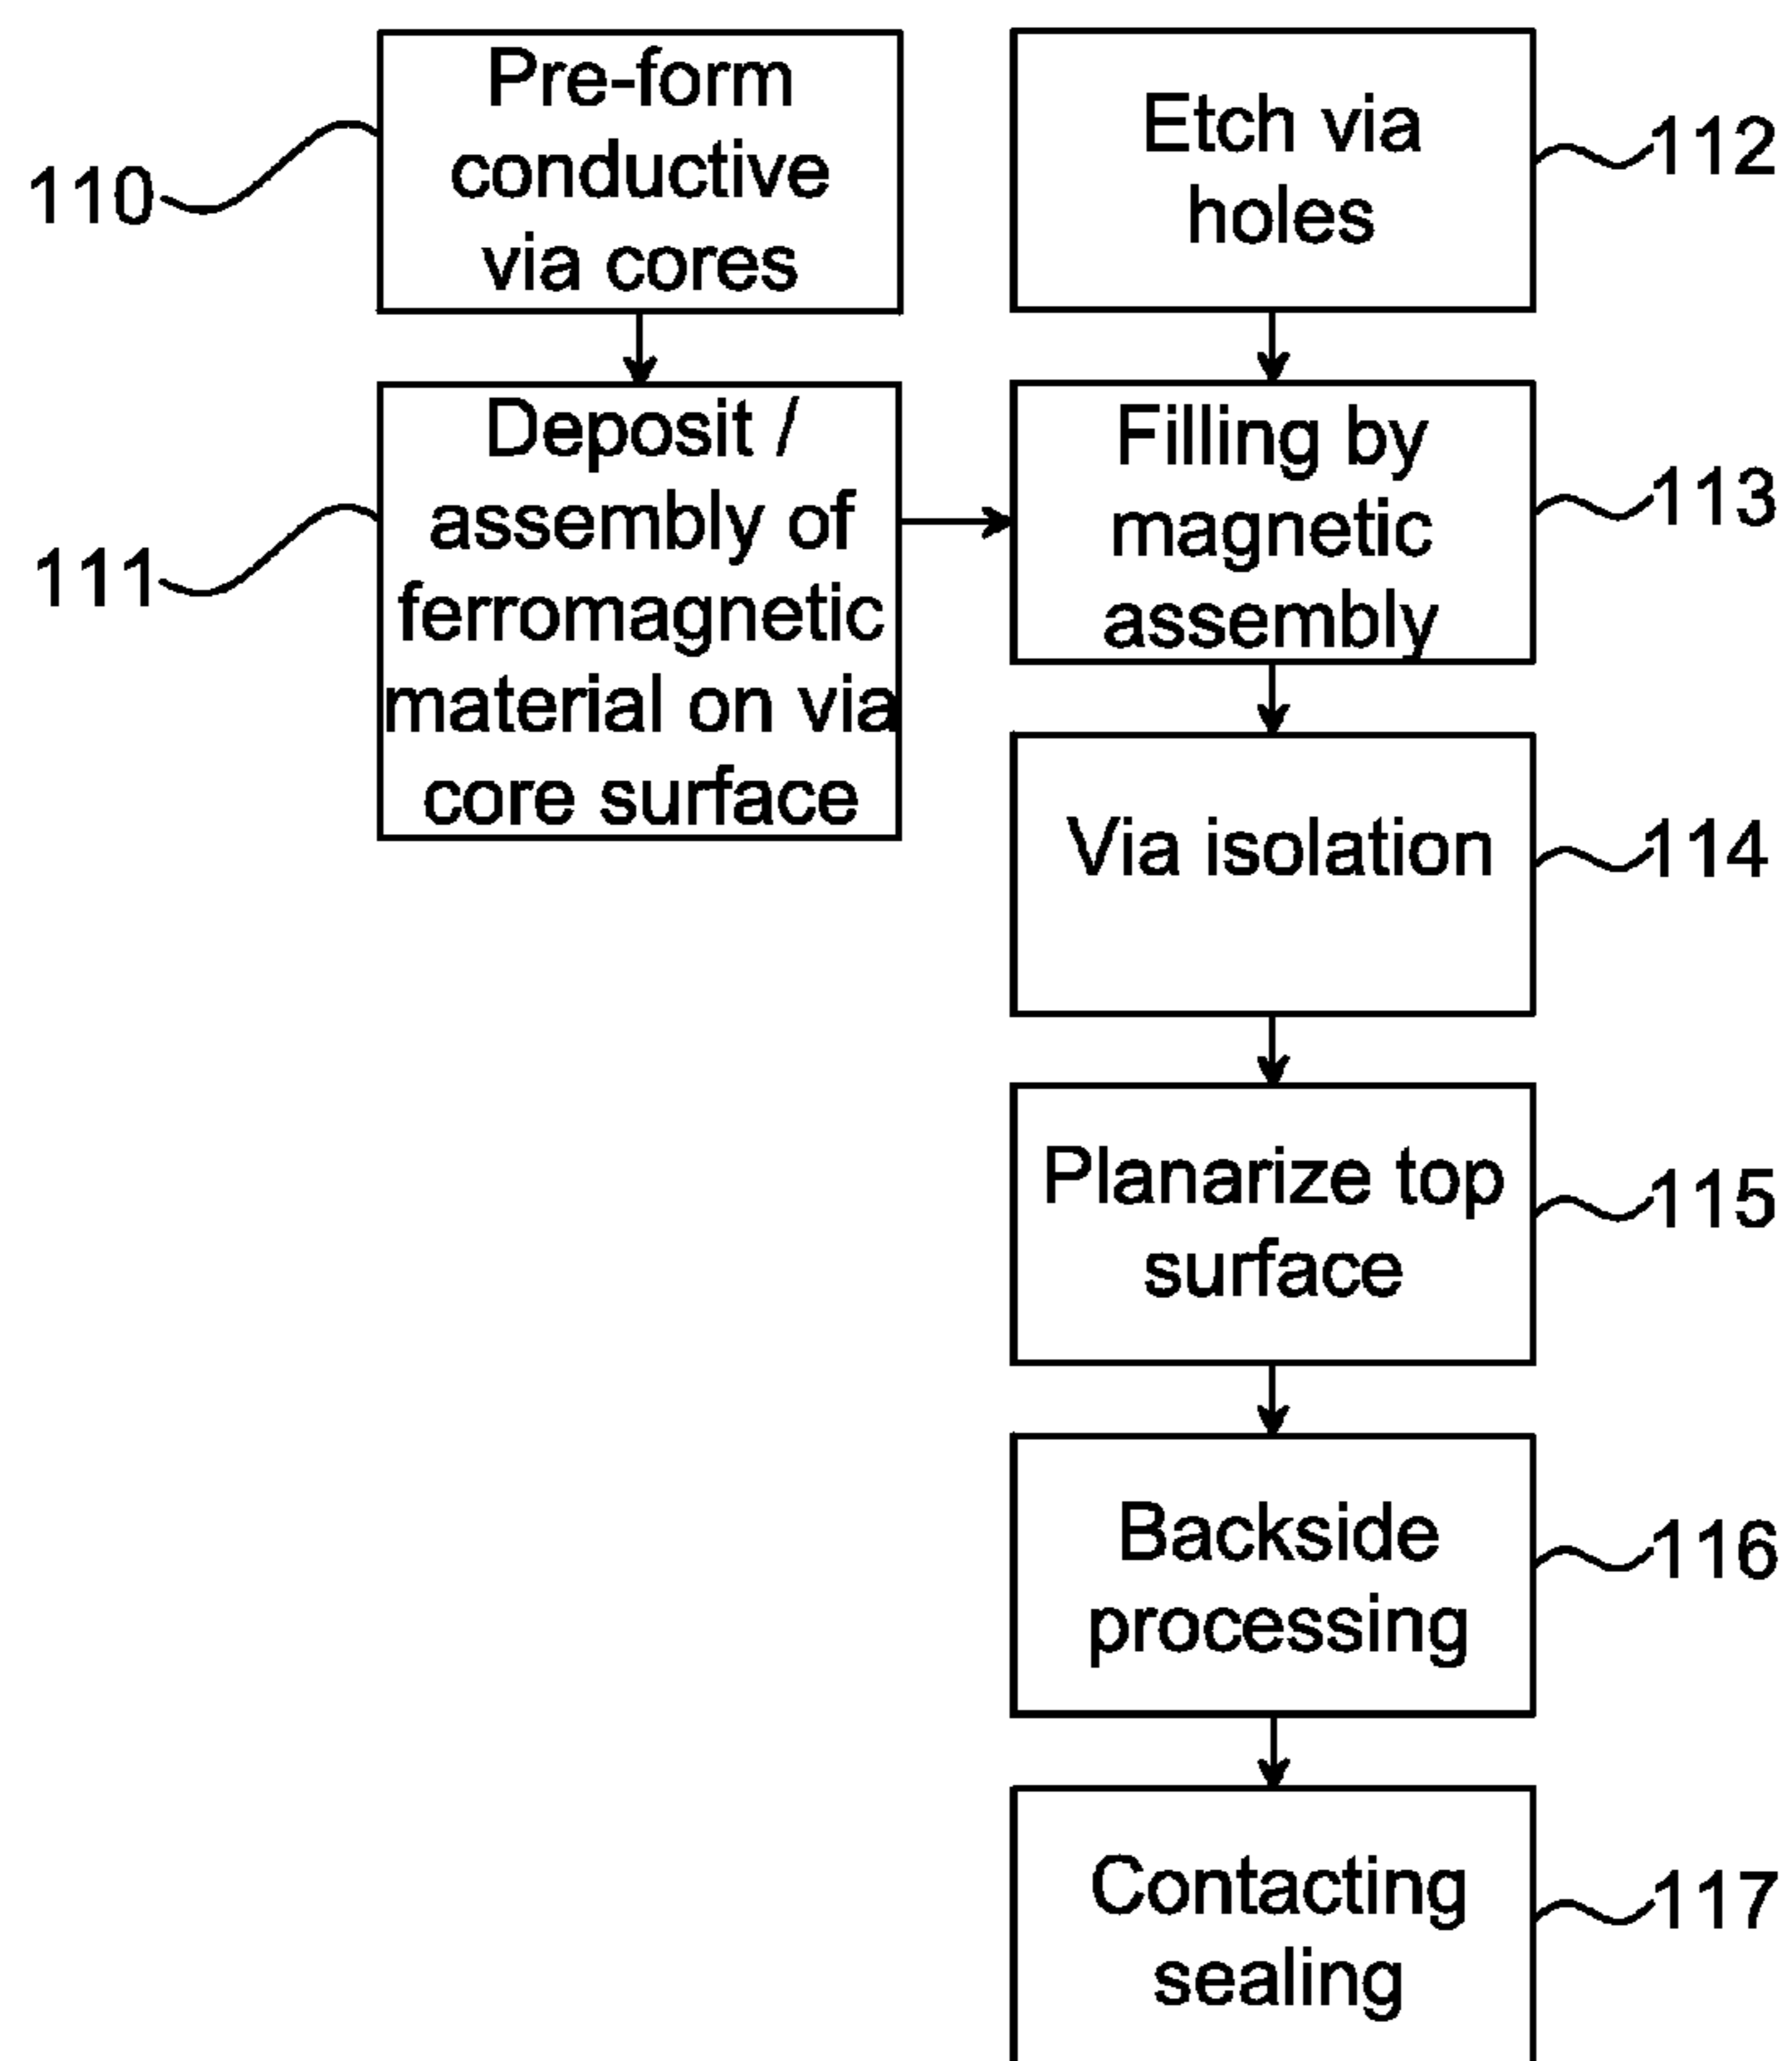 110
Pre-form
conductive
via cores
111
Deposit /
assembly of
ferromagnetic
material on via
core surface
Etch via
holes
112
Filling by
magnetic
assembly
113
Via isolation
114
Planarize top
surface
115
Backside
processing
116
Contacting
sealing
117